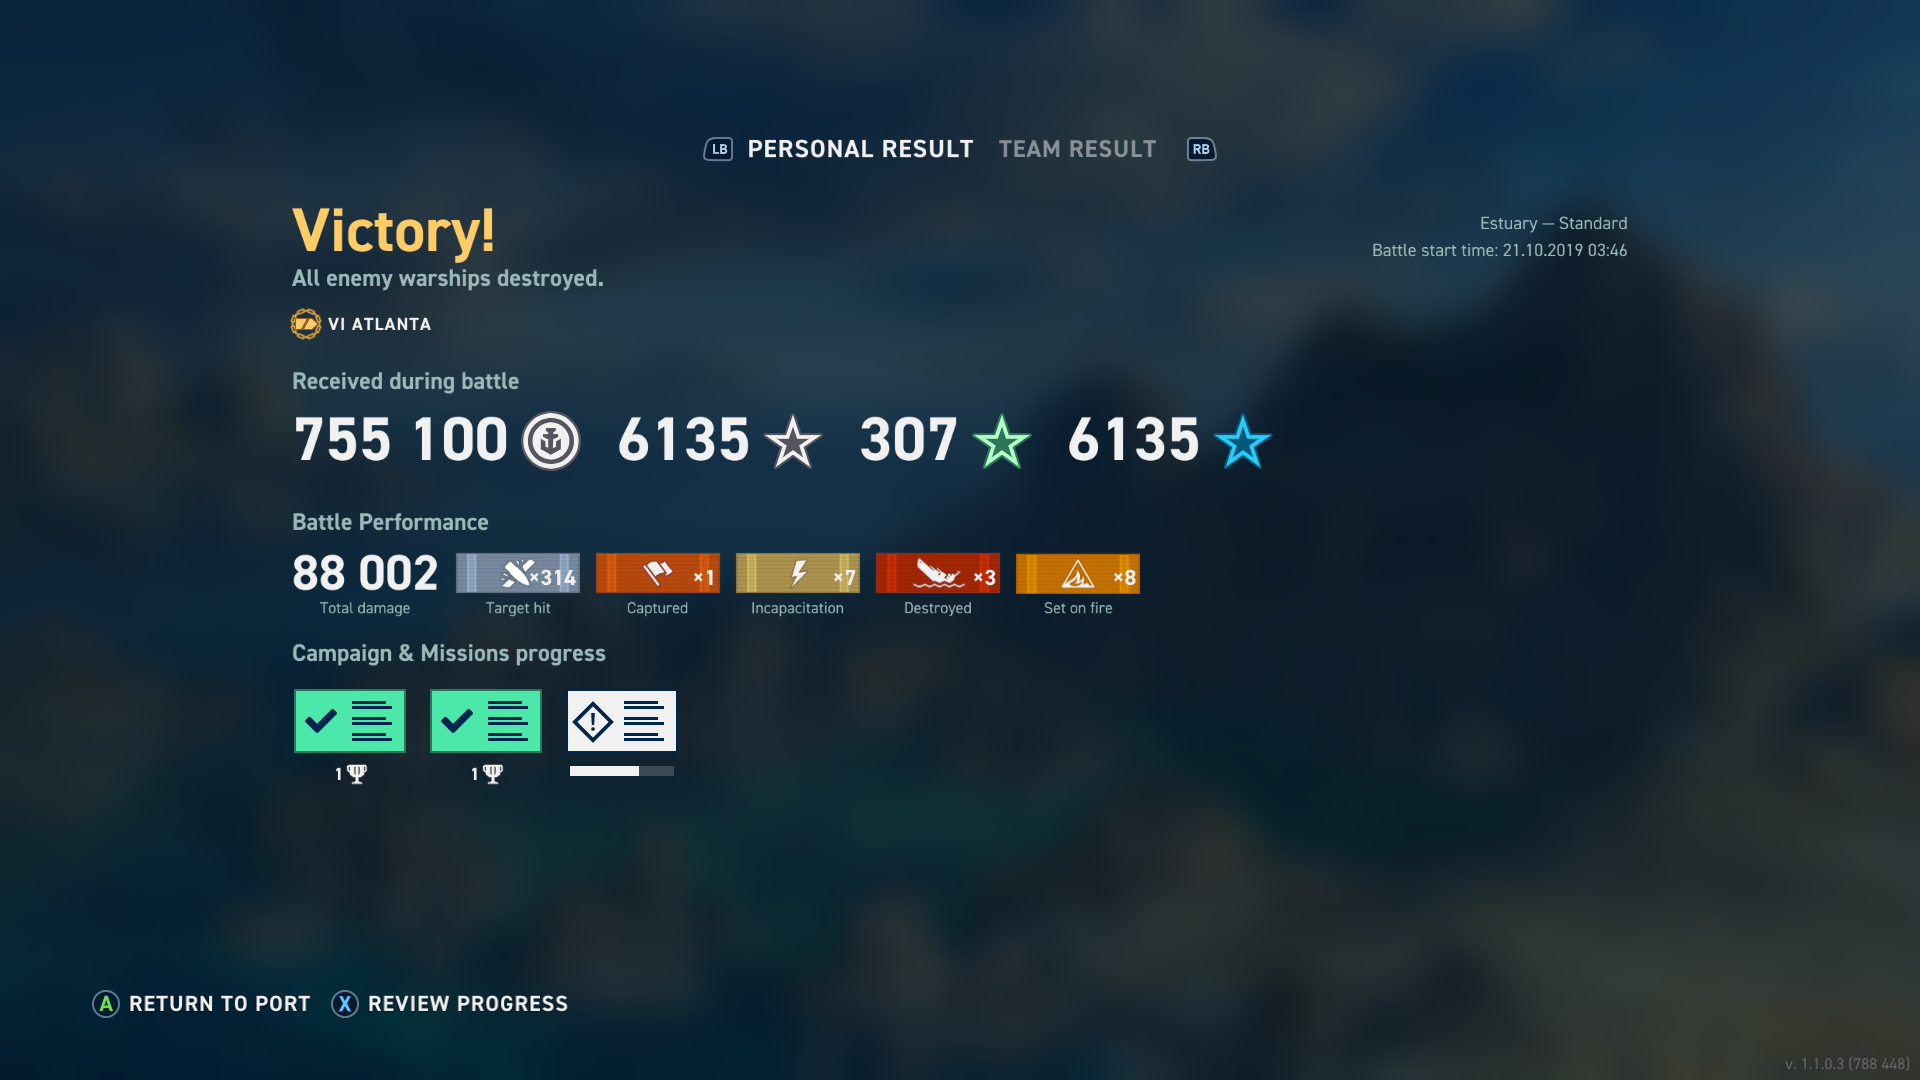 LB PERSONAL RESULT TEAM RESULT RB
Victory!
All enemy warships destroyed.
Estuary — Standard
Battle start time: 21.10.2019 03:46
VI ATLANTA
Received during battle
755 100 6135 307 6135
Battle Performance
88 002 ×314 ×1 ×7 ×3 ×8
Total damage Target hit Captured Incapacitation Destroyed Set on fire
Campaign & Missions progress
!
1 1
A RETURN TO PORT X REVIEW PROGRESS
v. 1.1.0.3 (788 448)